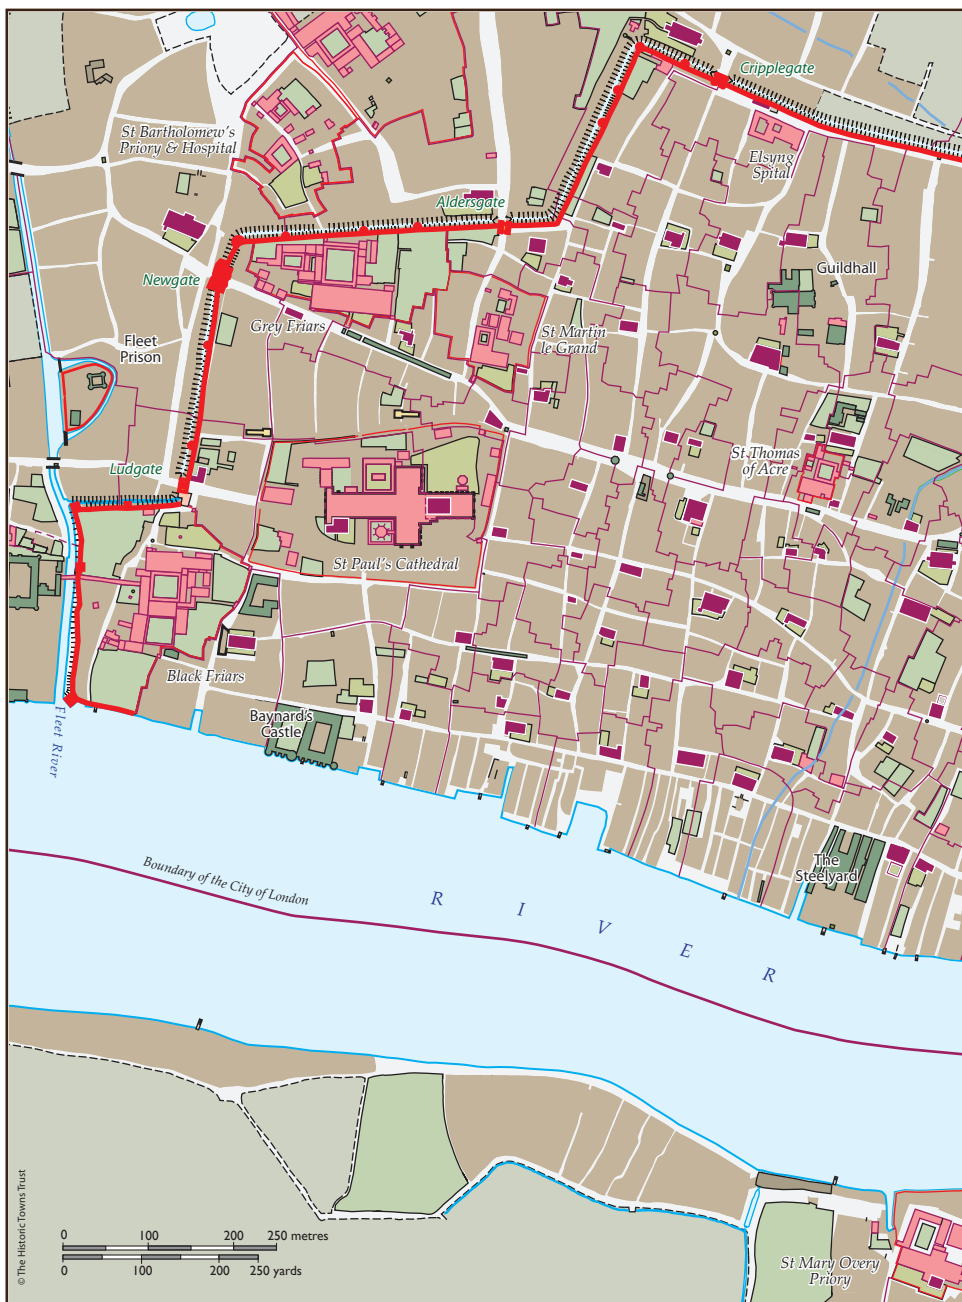 Cripplegate
St Bartholomew's
Priory & Hospital
Elsyng
Spital
Aldersgate
Guildhall
Newgate
Grey Friars
St Martin
le Grand
Fleet
Prison
St Thomas
of Acre
Ludgate
St Paul's Cathedral
Black Friars
Baynard's
Castle
Fleet River
The
Steelyard
Boundary of the City of London
R I V E R
St Mary Overy
Priory
© The Historic Towns Trust
0 100 200 250 metres
0 100 200 250 yards